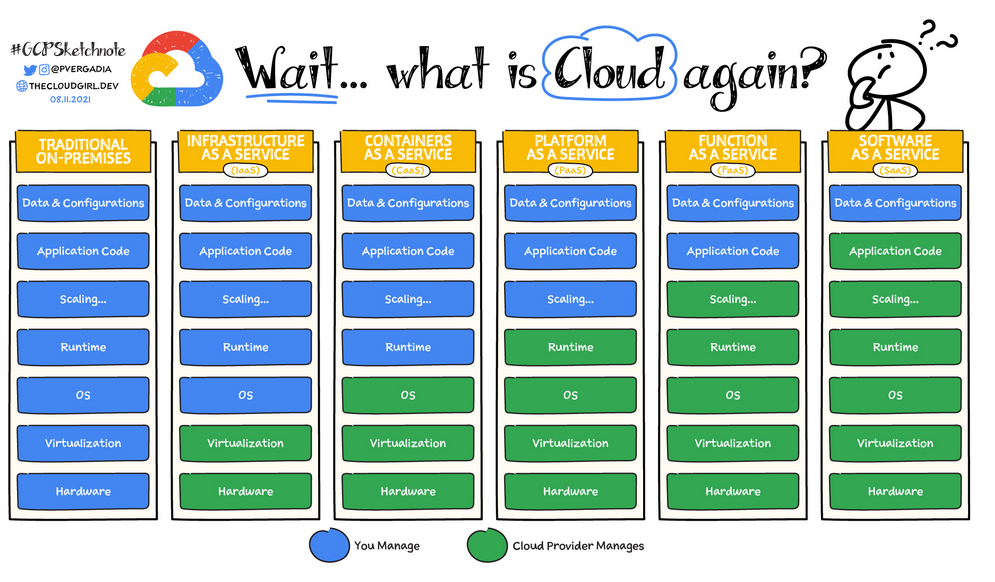 #GCPSketchnote
@PVERGADIA
THECLOUDGIRL.DEV
08.11.2021
Wait... what is Cloud again?
? ? ?
TRADITIONAL
ON-PREMISES
Data & Configurations
Application Code
Scaling...
Runtime
OS
Virtualization
Hardware
INFRASTRUCTURE
AS A SERVICE
(IaaS)
Data & Configurations
Application Code
Scaling...
Runtime
OS
Virtualization
Hardware
CONTAINERS
AS A SERVICE
(CaaS)
Data & Configurations
Application Code
Scaling...
Runtime
OS
Virtualization
Hardware
PLATFORM
AS A SERVICE
(PaaS)
Data & Configurations
Application Code
Scaling...
Runtime
OS
Virtualization
Hardware
FUNCTION
AS A SERVICE
(FaaS)
Data & Configurations
Application Code
Scaling...
Runtime
OS
Virtualization
Hardware
SOFTWARE
AS A SERVICE
(SaaS)
Data & Configurations
Application Code
Scaling...
Runtime
OS
Virtualization
Hardware
You Manage
Cloud Provider Manages